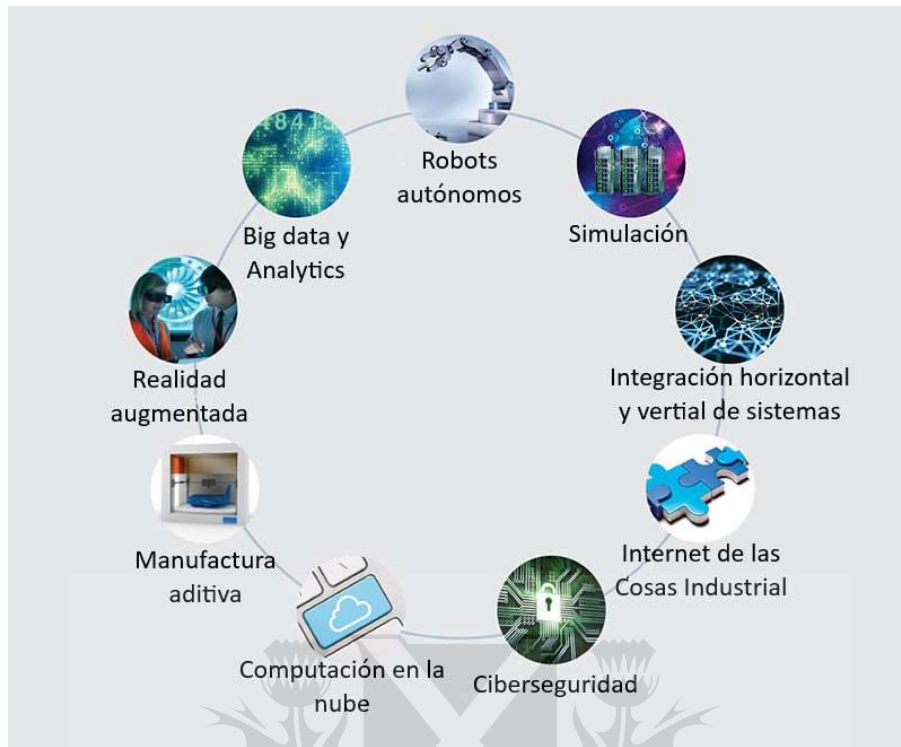 Robots
autónomos
Simulación
Integración horizontal
y vertial de sistemas
Internet de las
Cosas Industrial
Ciberseguridad
Computación en la
nube
Manufactura
aditiva
Realidad
augmentada
Big data y
Analytics